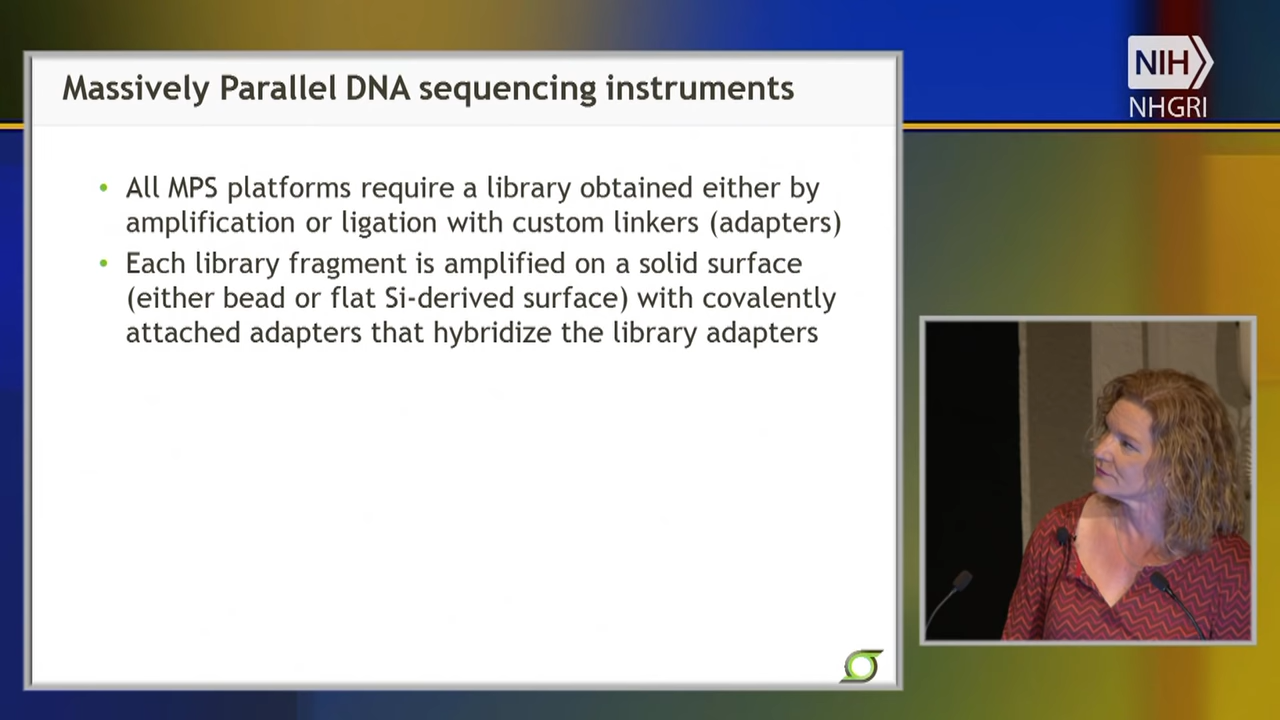 Massively Parallel DNA sequencing instruments
• All MPS platforms require a library obtained either by
amplification or ligation with custom linkers (adapters)
• Each library fragment is amplified on a solid surface
(either bead or flat Si-derived surface) with covalently
attached adapters that hybridize the library adapters
NIH
NHGRI